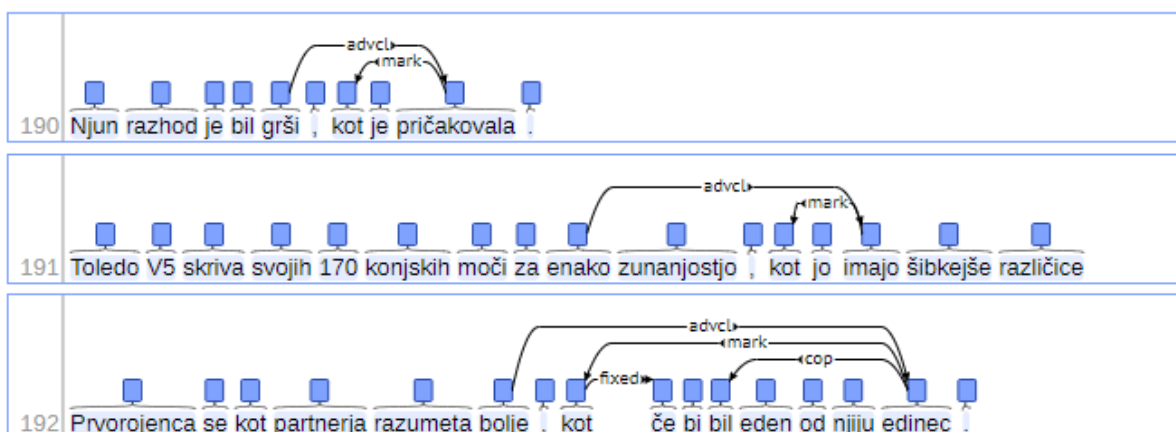 advcl
mark
190 Njun razhod je bil grši , kot je pričakovala .
advcl
mark
191 Toledo V5 skriva svojih 170 konjskih moči za enako zunanjostjo , kot jo imajo šibkejše različice
advcl
mark
cop
fixed
192 Prvorojenca se kot partnerja razumeta bolje , kot če bi bil eden od njiju edinec .